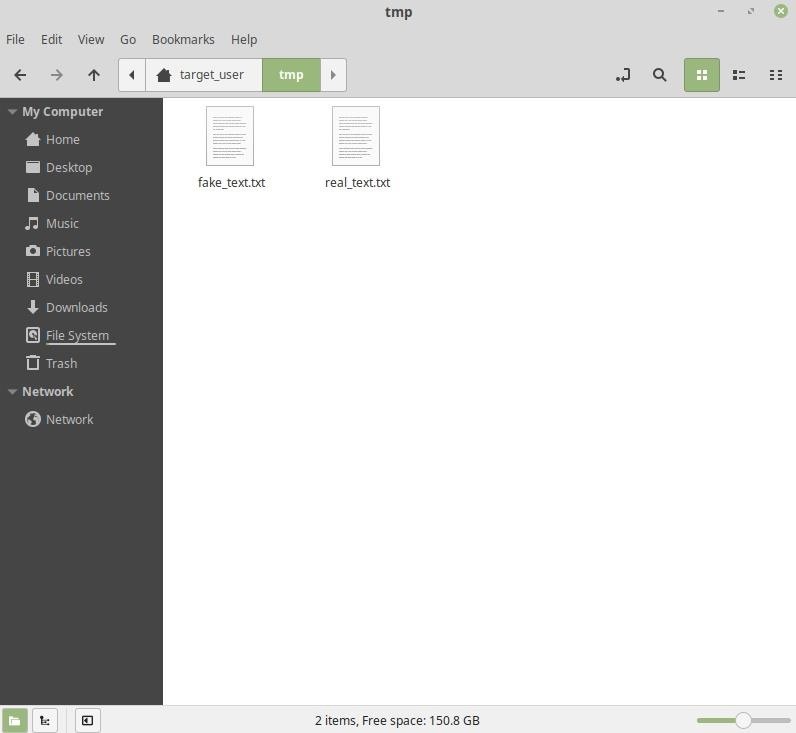 tmp
File Edit View Go Bookmarks Help
target_user tmp
My Computer
Home
Desktop
Documents
Music
Pictures
Videos
Downloads
File System
Trash
Network
Network
fake_text.txt real_text.txt
2 items, Free space: 150.8 GB